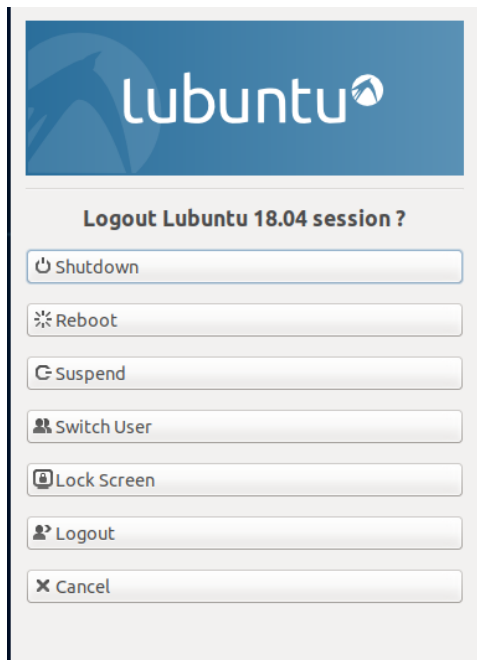 lubuntu
Logout Lubuntu 18.04 session ?
Shutdown
Reboot
Suspend
Switch User
Lock Screen
Logout
Cancel